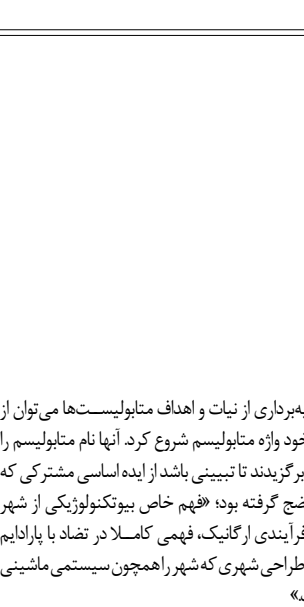 به‌برداری از نیات و اهداف متابولیست‌ها می‌توان از
خود واژه متابولیسم شروع کرد. آنها نام متابولیسم را
برگزیدند تا تبیینی باشد از ایده اساسی مشترکی که
ضج گرفته بود؛ «فهم خاص بیوتکنولوژیکی از شهر
فرآیندی ارگانیک، فهمی کاملا در تضاد با پارادایم
طراحی شهری که شهر را همچون سیستمی ماشینی
»